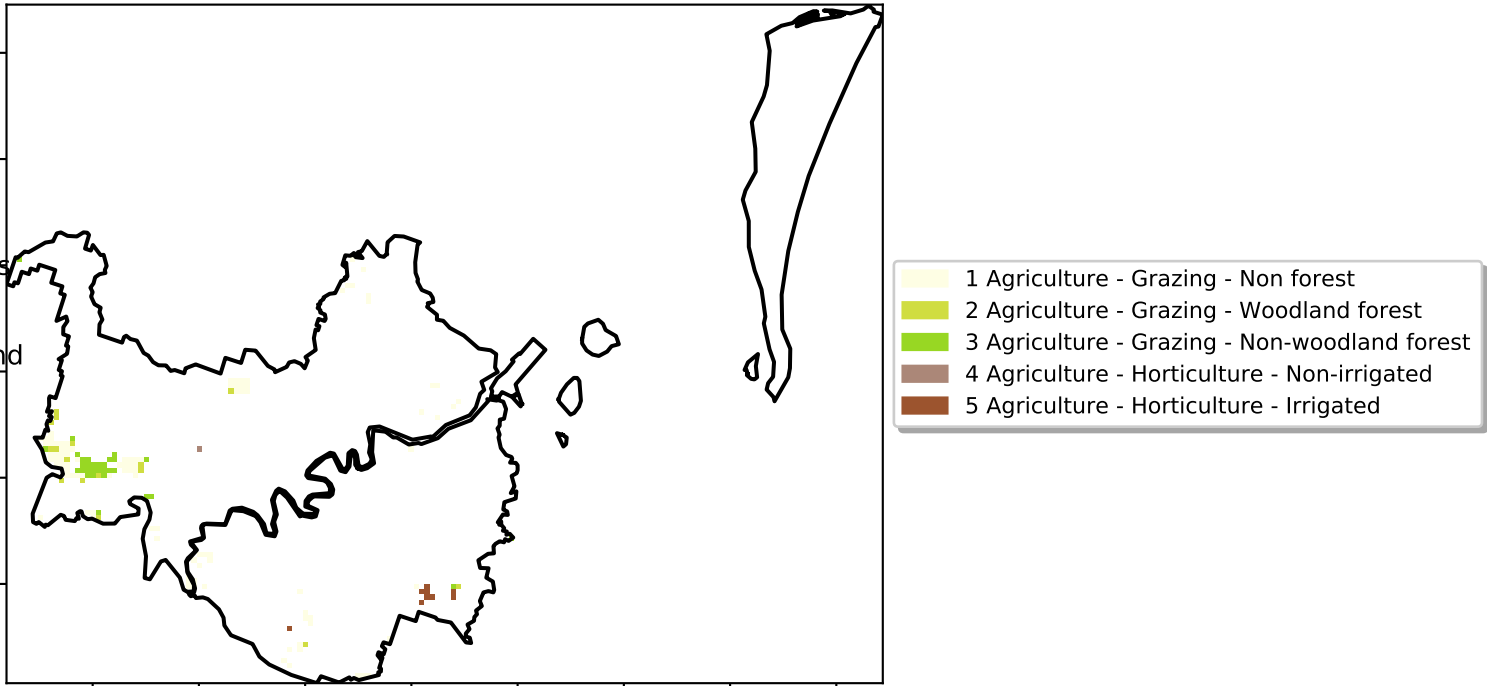 s
nd
1 Agriculture - Grazing - Non forest
2 Agriculture - Grazing - Woodland forest
3 Agriculture - Grazing - Non-woodland forest
4 Agriculture - Horticulture - Non-irrigated
5 Agriculture - Horticulture - Irrigated